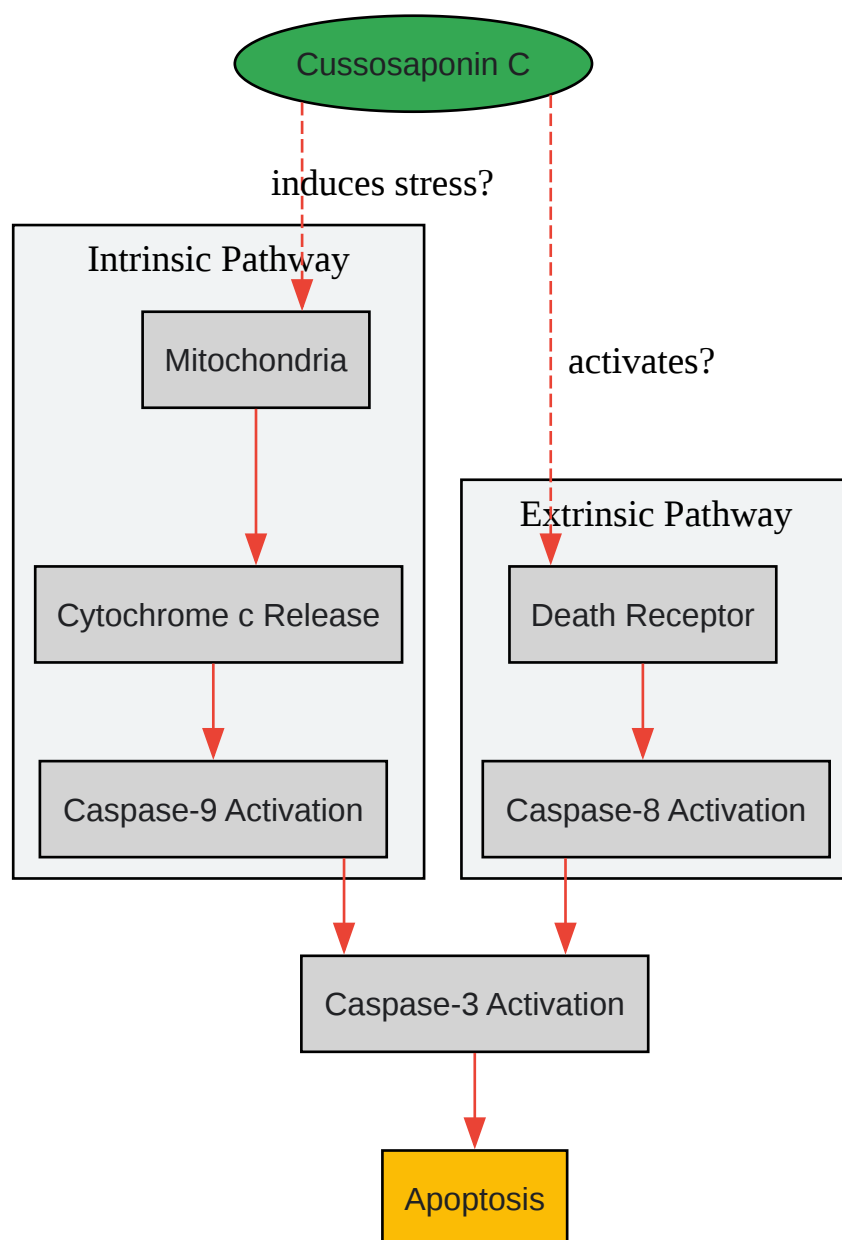 Cussosaponin C
induces stress?
Intrinsic Pathway
Mitochondria
activates?
Extrinsic Pathway
Cytochrome c Release
Death Receptor
Caspase-9 Activation
Caspase-8 Activation
Caspase-3 Activation
Apoptosis